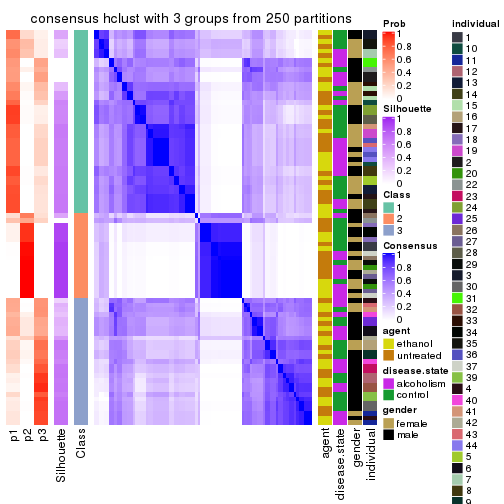 consensus hclust with 3 groups from 250 partitions
Prob
1
0.8
0.6
0.4
0.2
0
Silhouette
1
0.8
0.6
0.4
0.2
0
Class
1
2
3
Consensus
1
0.8
0.6
0.4
0.2
0
agent
ethanol
untreated
disease.state
alcoholism
control
gender
female
male
individual
1
10
11
12
13
14
15
16
17
18
19
2
20
22
23
24
25
26
27
28
29
3
30
31
32
33
34
35
36
37
39
4
40
41
42
43
44
5
6
7
8
9
p1
p2
p3
Silhouette
Class
agent
disease.state
gender
individual